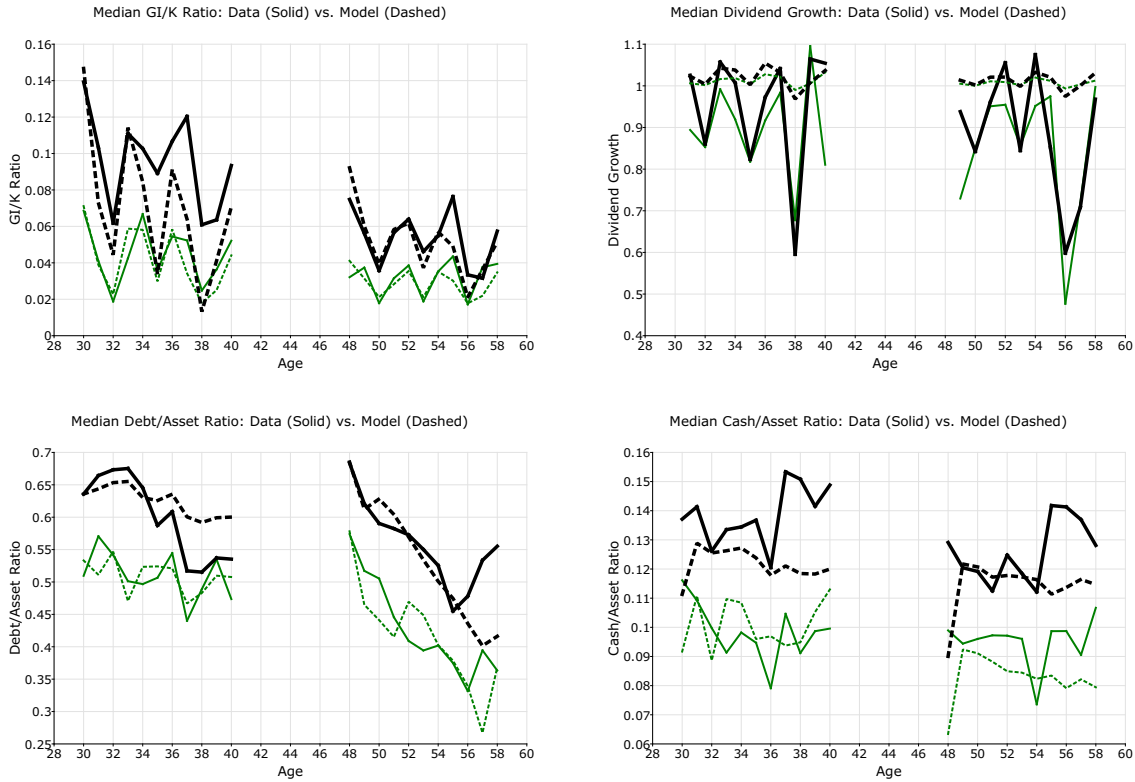 Median GI/K Ratio: Data (Solid) vs. Model (Dashed)
GI/K Ratio
0.16
0.14
0.12
0.1
0.08
0.06
0.04
0.02
0
28 30 32 34 36 38 40 42 44 46 48 50 52 54 56 58 60
Age
Median Dividend Growth: Data (Solid) vs. Model (Dashed)
Dividend Growth
1.1
1
0.9
0.8
0.7
0.6
0.5
0.4
28 30 32 34 36 38 40 42 44 46 48 50 52 54 56 58 60
Age
Median Debt/Asset Ratio: Data (Solid) vs. Model (Dashed)
Debt/Asset Ratio
0.7
0.65
0.6
0.55
0.5
0.45
0.4
0.35
0.3
0.25
28 30 32 34 36 38 40 42 44 46 48 50 52 54 56 58 60
Age
Median Cash/Asset Ratio: Data (Solid) vs. Model (Dashed)
Cash/Asset Ratio
0.16
0.15
0.14
0.13
0.12
0.11
0.1
0.09
0.08
0.07
0.06
28 30 32 34 36 38 40 42 44 46 48 50 52 54 56 58 60
Age